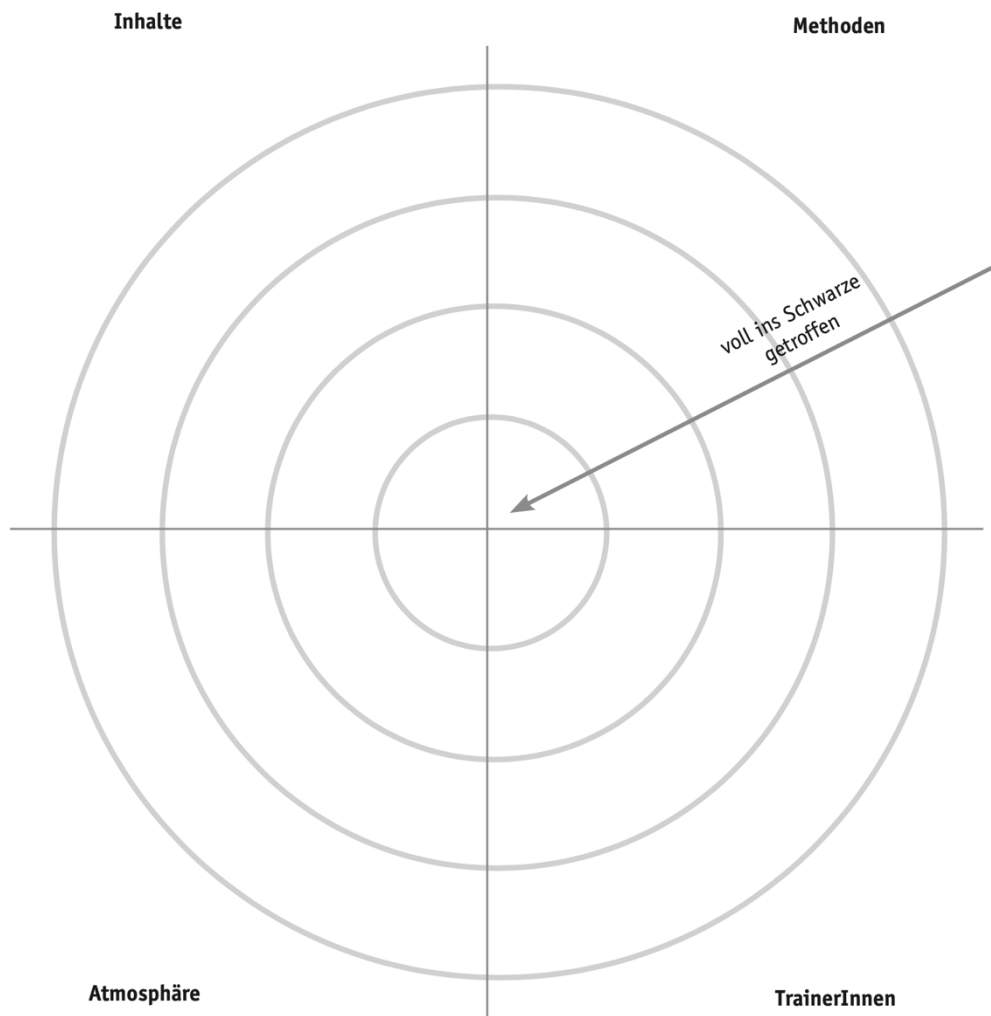 Inhalte
Methoden
voll ins Schwarze
getroffen
Atmosphäre
TrainerInnen